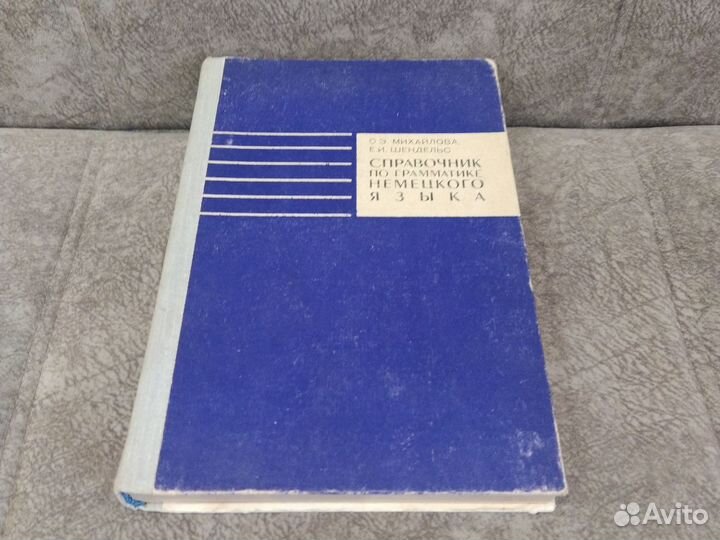 О.Э. МИХАЙЛОВА,
Е.И. ШЕНДЕЛЬС
СПРАВОЧНИК
ПО ГРАММАТИКЕ
НЕМЕЦКОГО
ЯЗЫКА
Avito